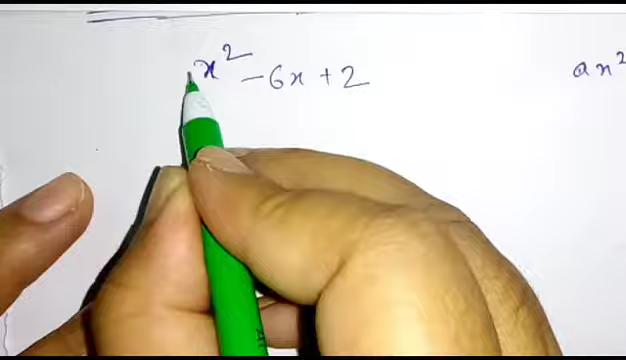 x² - 6x + 2
ax²